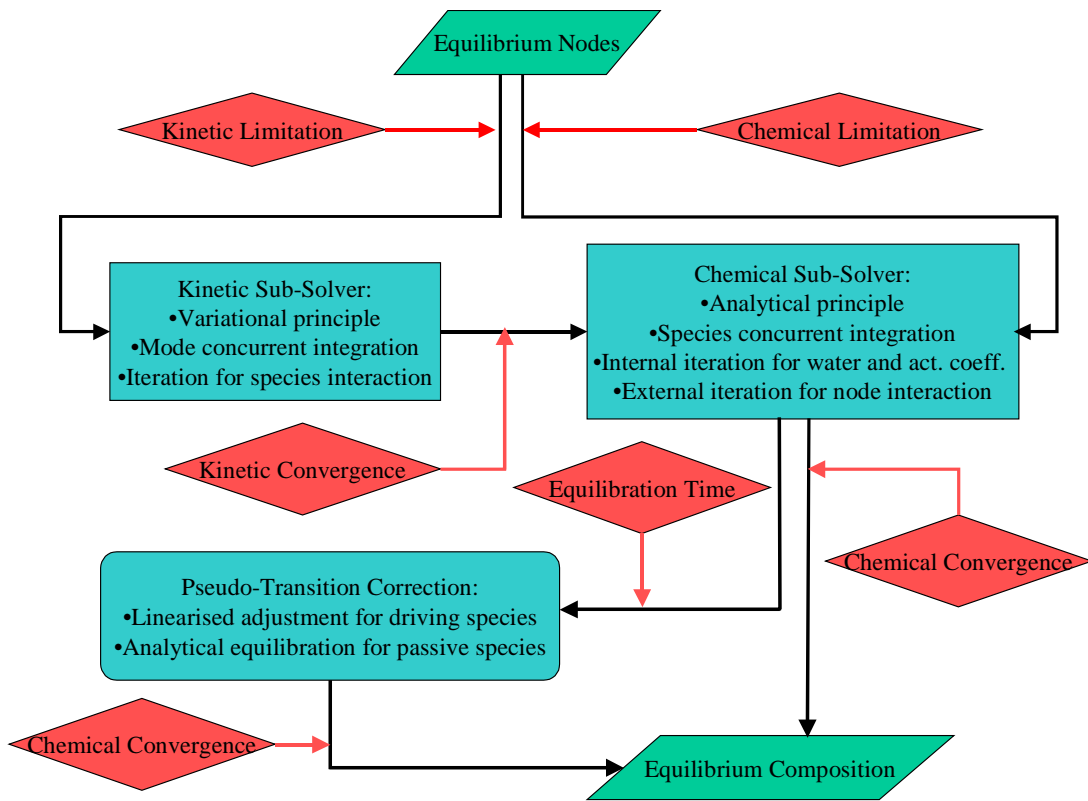 Equilibrium Nodes
Kinetic Limitation
Chemical Limitation
Kinetic Sub-Solver:
•Variational principle
•Mode concurrent integration
•Iteration for species interaction
Chemical Sub-Solver:
•Analytical principle
•Species concurrent integration
•Internal iteration for water and act. coeff.
•External iteration for node interaction
Kinetic Convergence
Equilibration Time
Chemical Convergence
Pseudo-Transition Correction:
•Linearised adjustment for driving species
•Analytical equilibration for passive species
Chemical Convergence
Equilibrium Composition